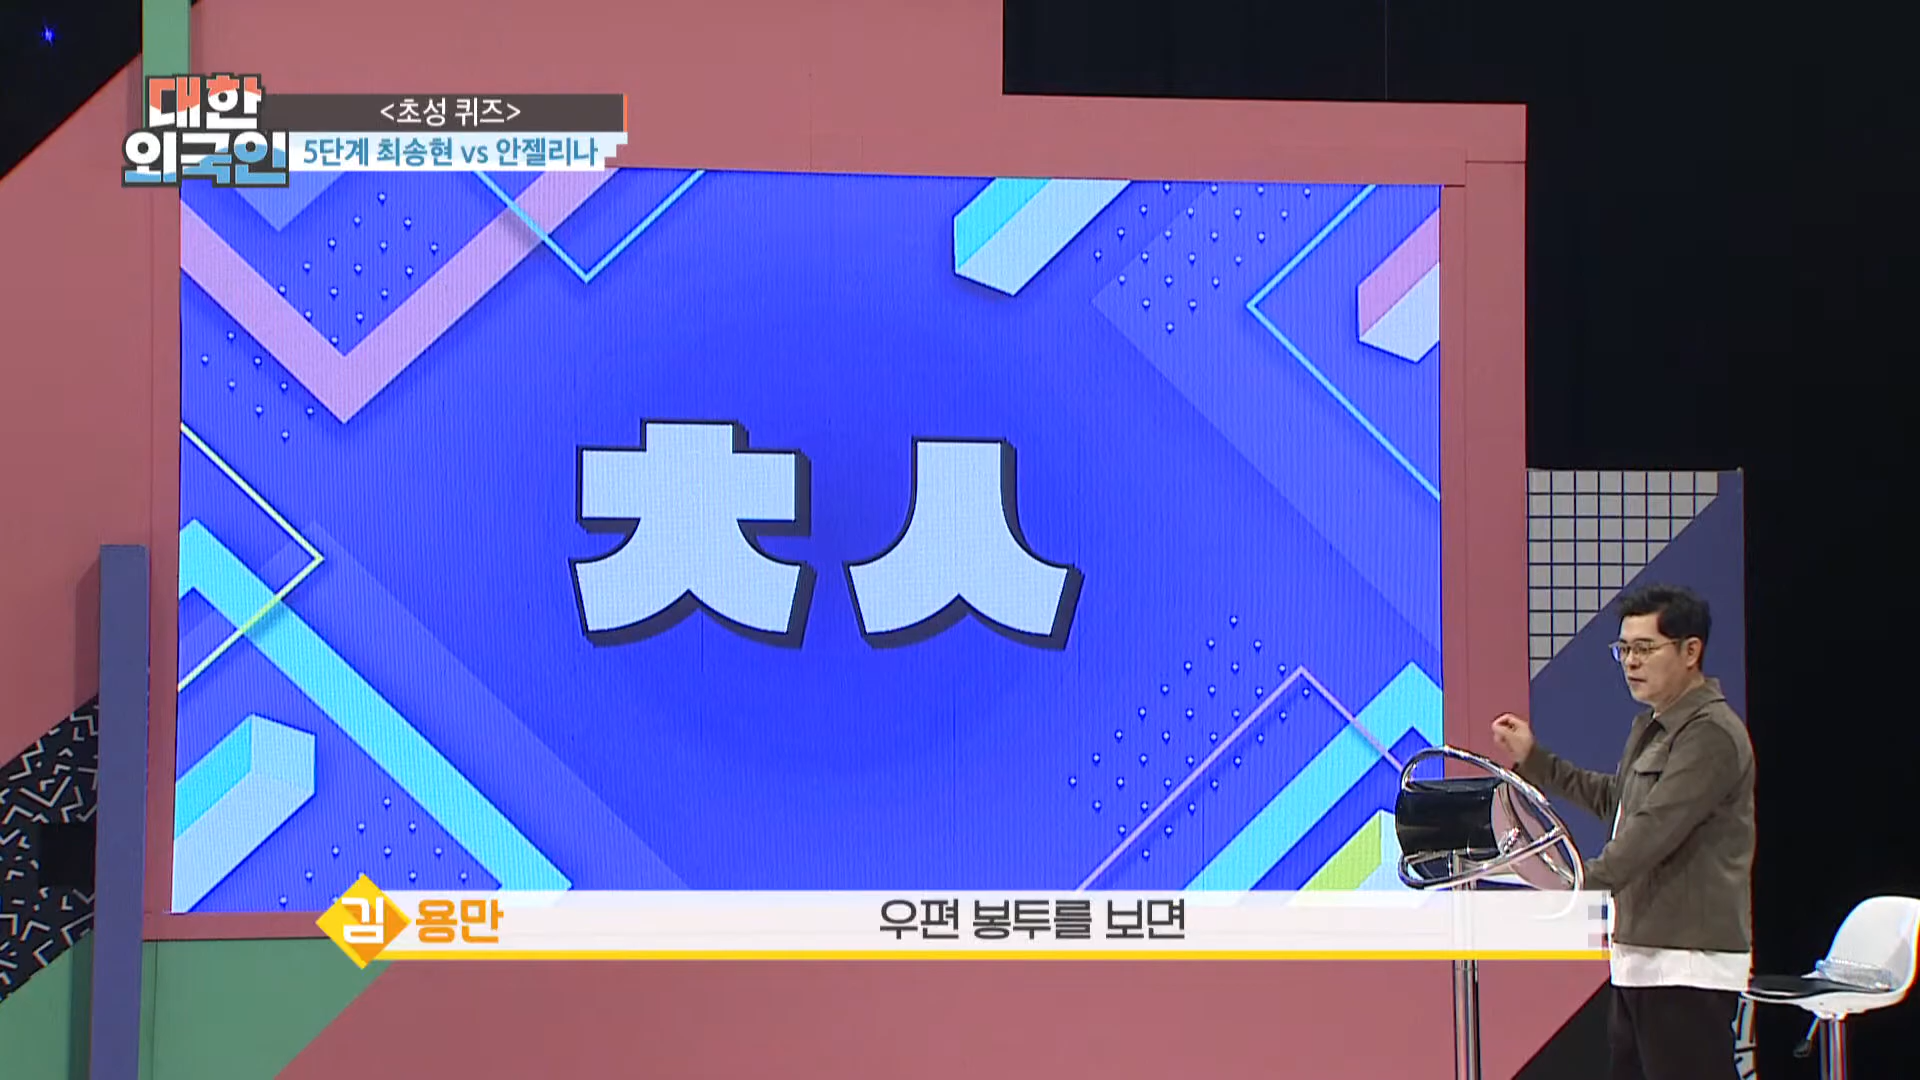 대한
외국인
<초성 퀴즈>
5단계 최송현 vs 안젤리나
ㅊ ㅅ
김용만 우편 봉투를 보면